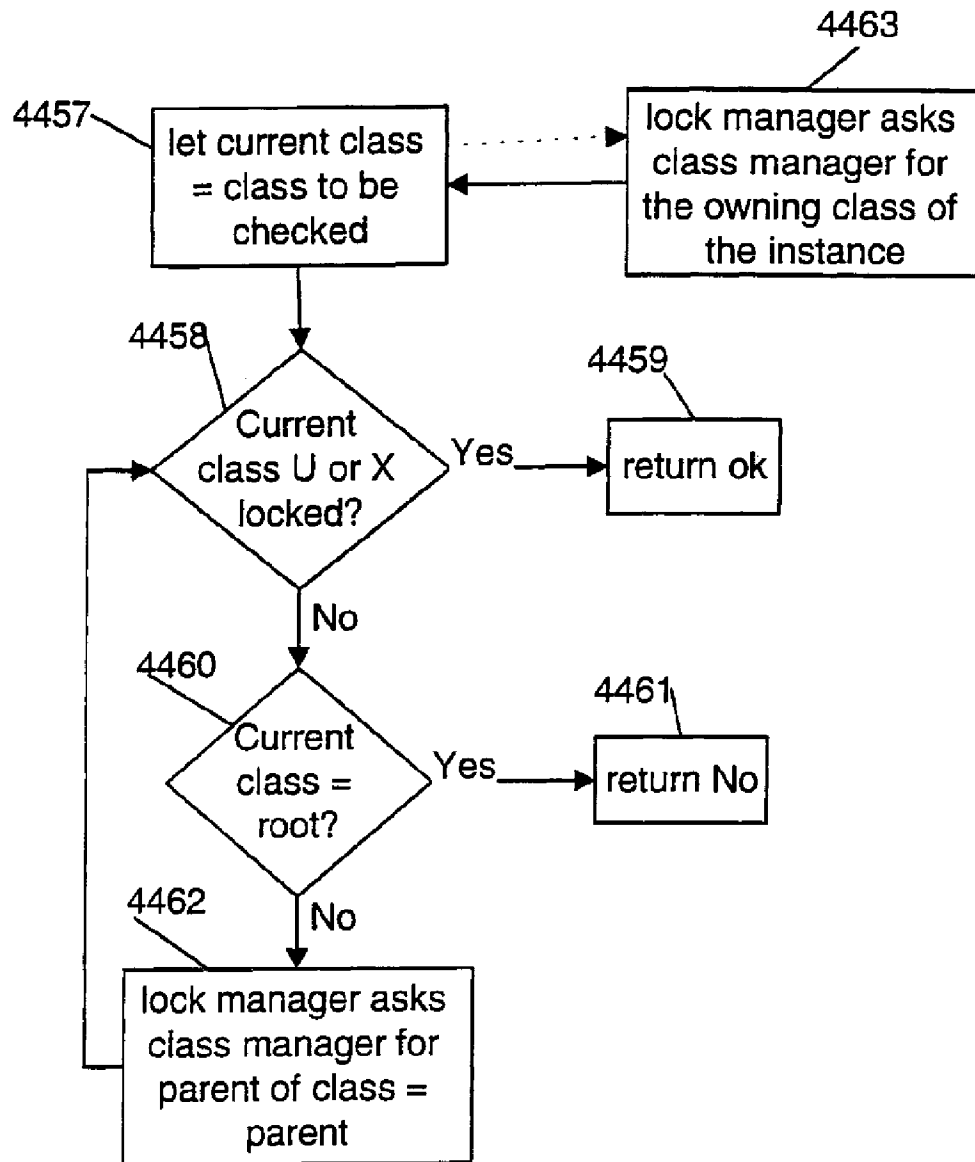 4463
4457
let current class
= class to be
checked
lock manager asks
class manager for
the owning class of
the instance
4458
Current
class U or X
locked?
Yes
4459
return ok
No
4460
Current
class =
root?
Yes
4461
return No
No
4462
lock manager asks
class manager for
parent of class =
parent